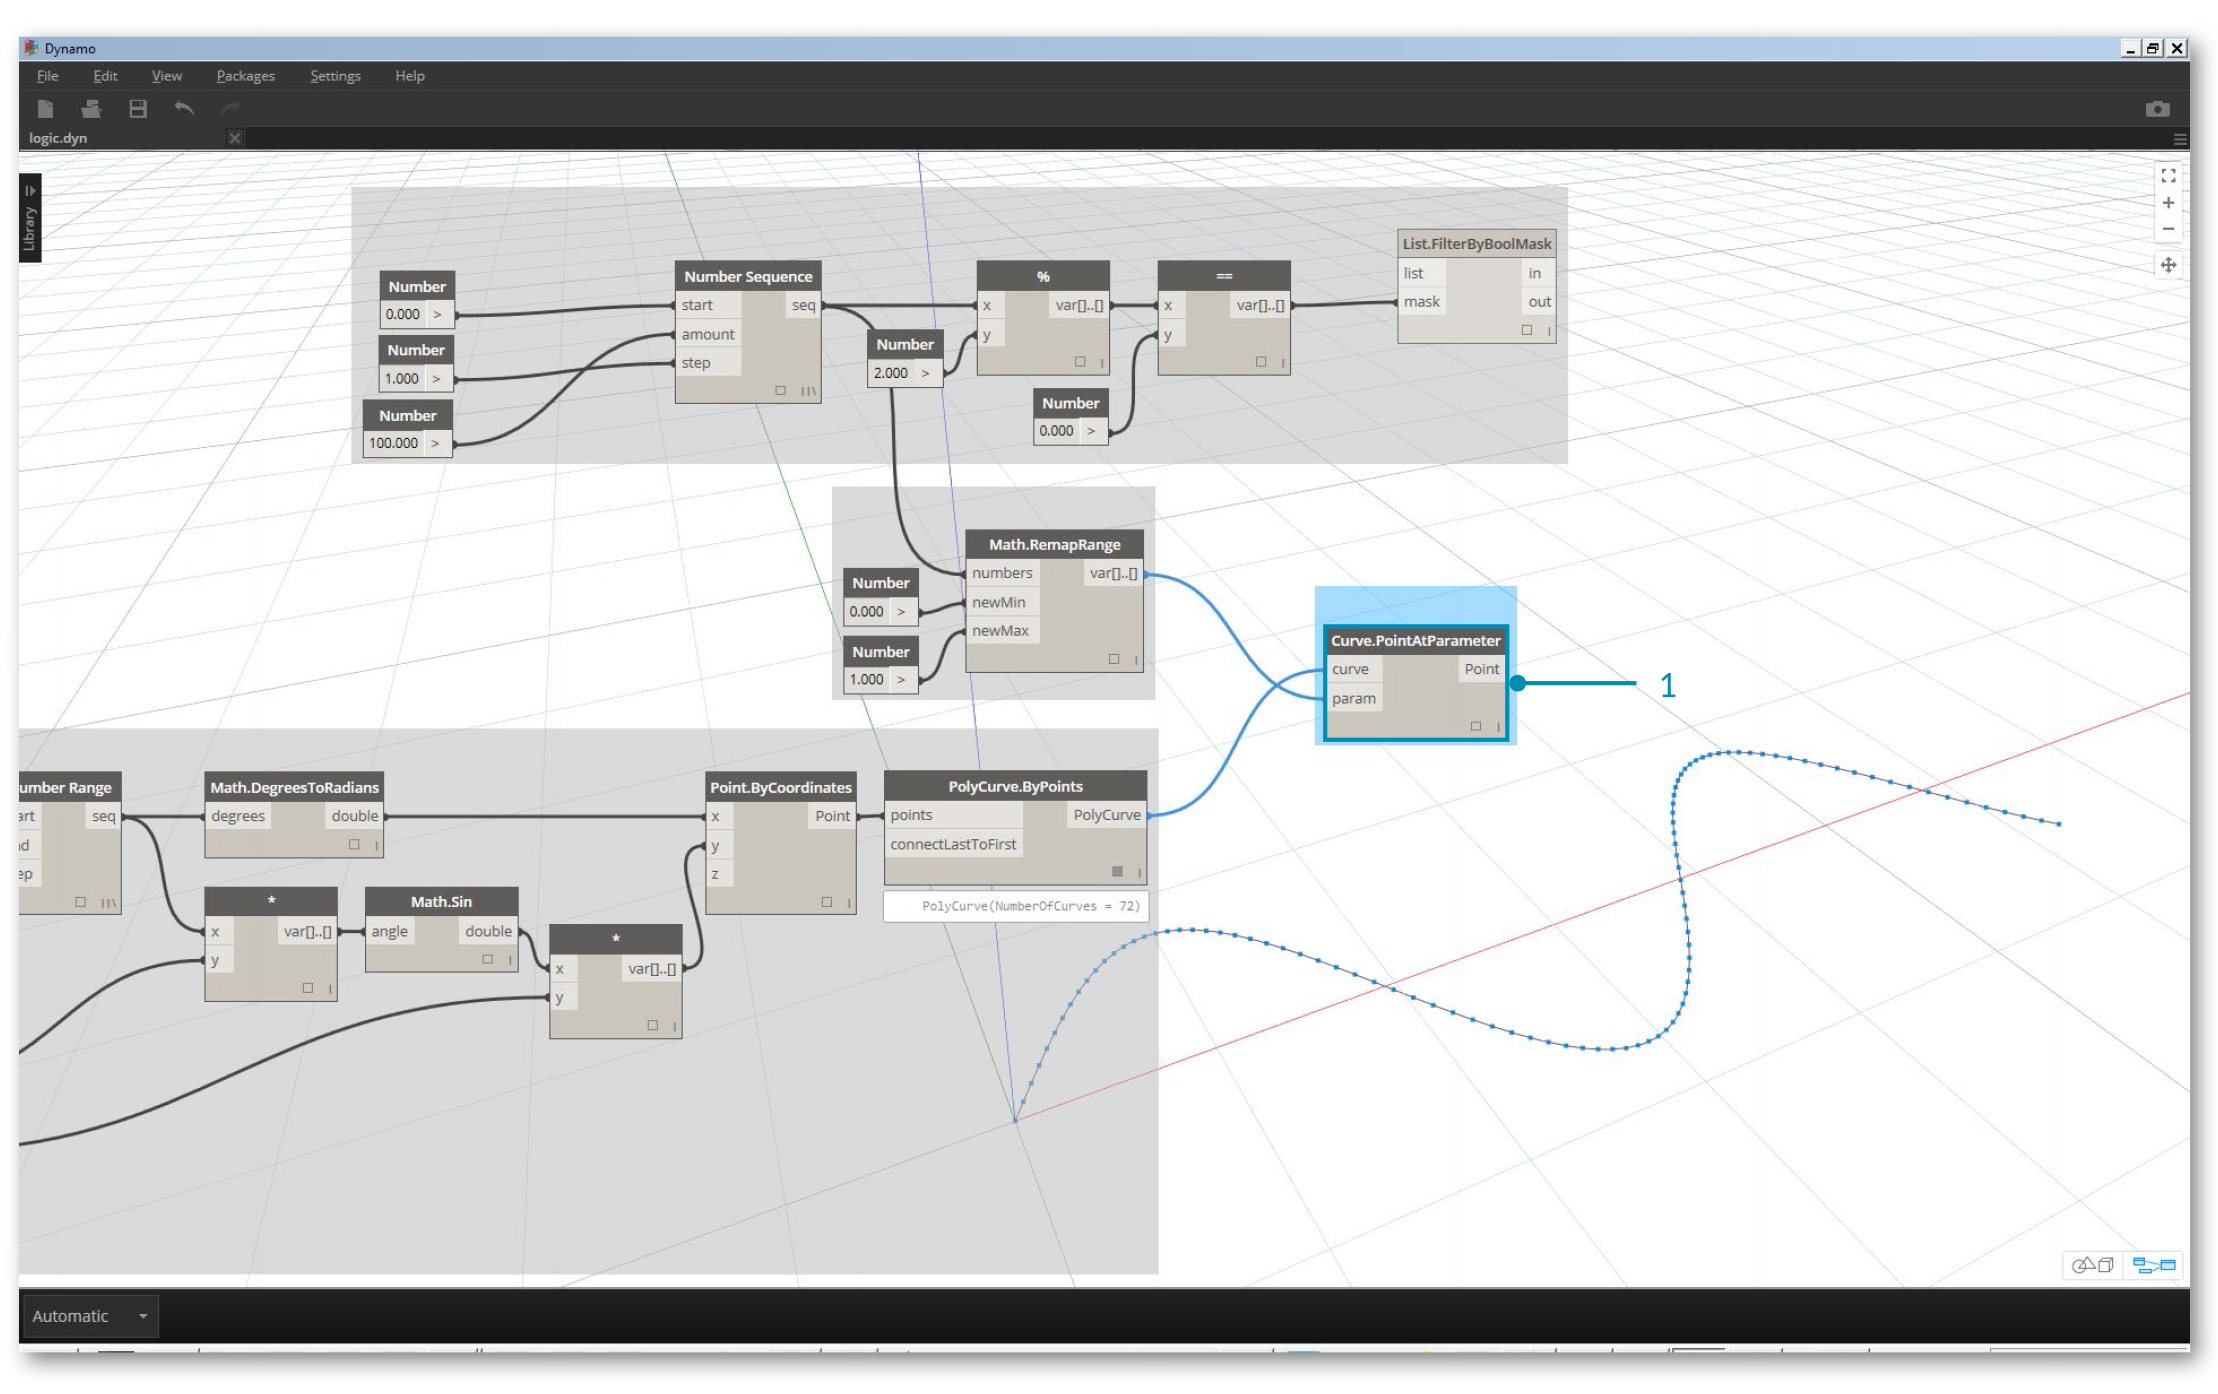 Dynamo
File Edit View Packages Settings Help
logic.dyn
Library
Number
0.000 >
Number
1.000 >
Number
100.000 >
Number Sequence
start seq
amount
step
Number
2.000 >
%
x var[]..[]
y
Number
0.000 >
==
x var[]..[]
y
List.FilterByBoolMask
list in
mask out
Number
0.000 >
Number
1.000 >
Math.RemapRange
numbers var[]..[]
newMin
newMax
Curve.PointAtParameter
curve Point
param
1
umber Range
art seq
nd
ep
Math.DegreesToRadians
degrees double
*
x var[]..[]
y
Math.Sin
angle double
*
x var[]..[]
y
Point.ByCoordinates
x Point
y
z
PolyCurve.ByPoints
points PolyCurve
connectLastToFirst
PolyCurve(NumberOfCurves = 72)
Automatic